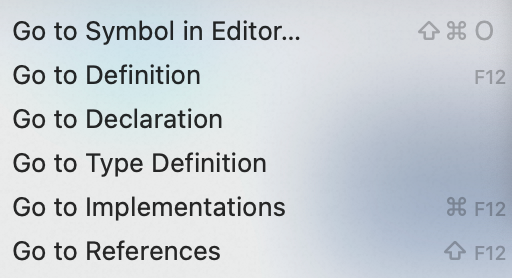 Go to Symbol in Editor... ⇧⌘O
Go to Definition F12
Go to Declaration
Go to Type Definition
Go to Implementations ⌘F12
Go to References ⇧F12